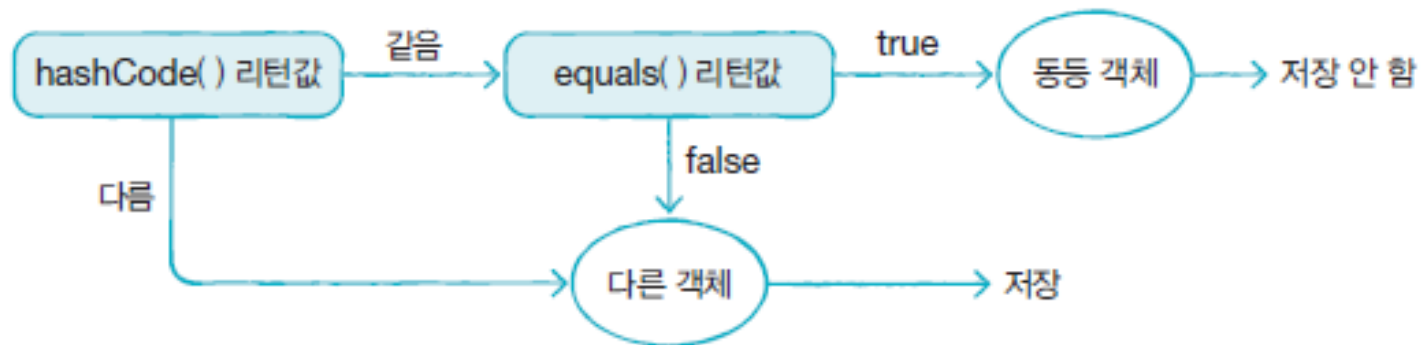 hashCode( ) 리턴값
같음
equals( ) 리턴값
true
동등 객체
저장 안 함
다름
false
다른 객체
저장